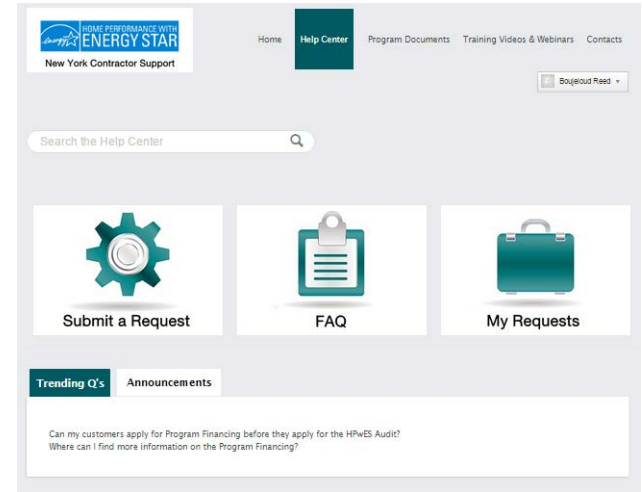 HOME PERFORMANCE WITH
energy
ENERGY STAR
New York Contractor Support
Home
Help Center
Program Documents
Training Videos & Webinars
Contacts
Boujeloud Reed
Search the Help Center
Submit a Request
FAQ
My Requests
Trending Q's
Announcements
Can my customers apply for Program Financing before they apply for the HPwES Audit?
Where can I find more information on the Program Financing?